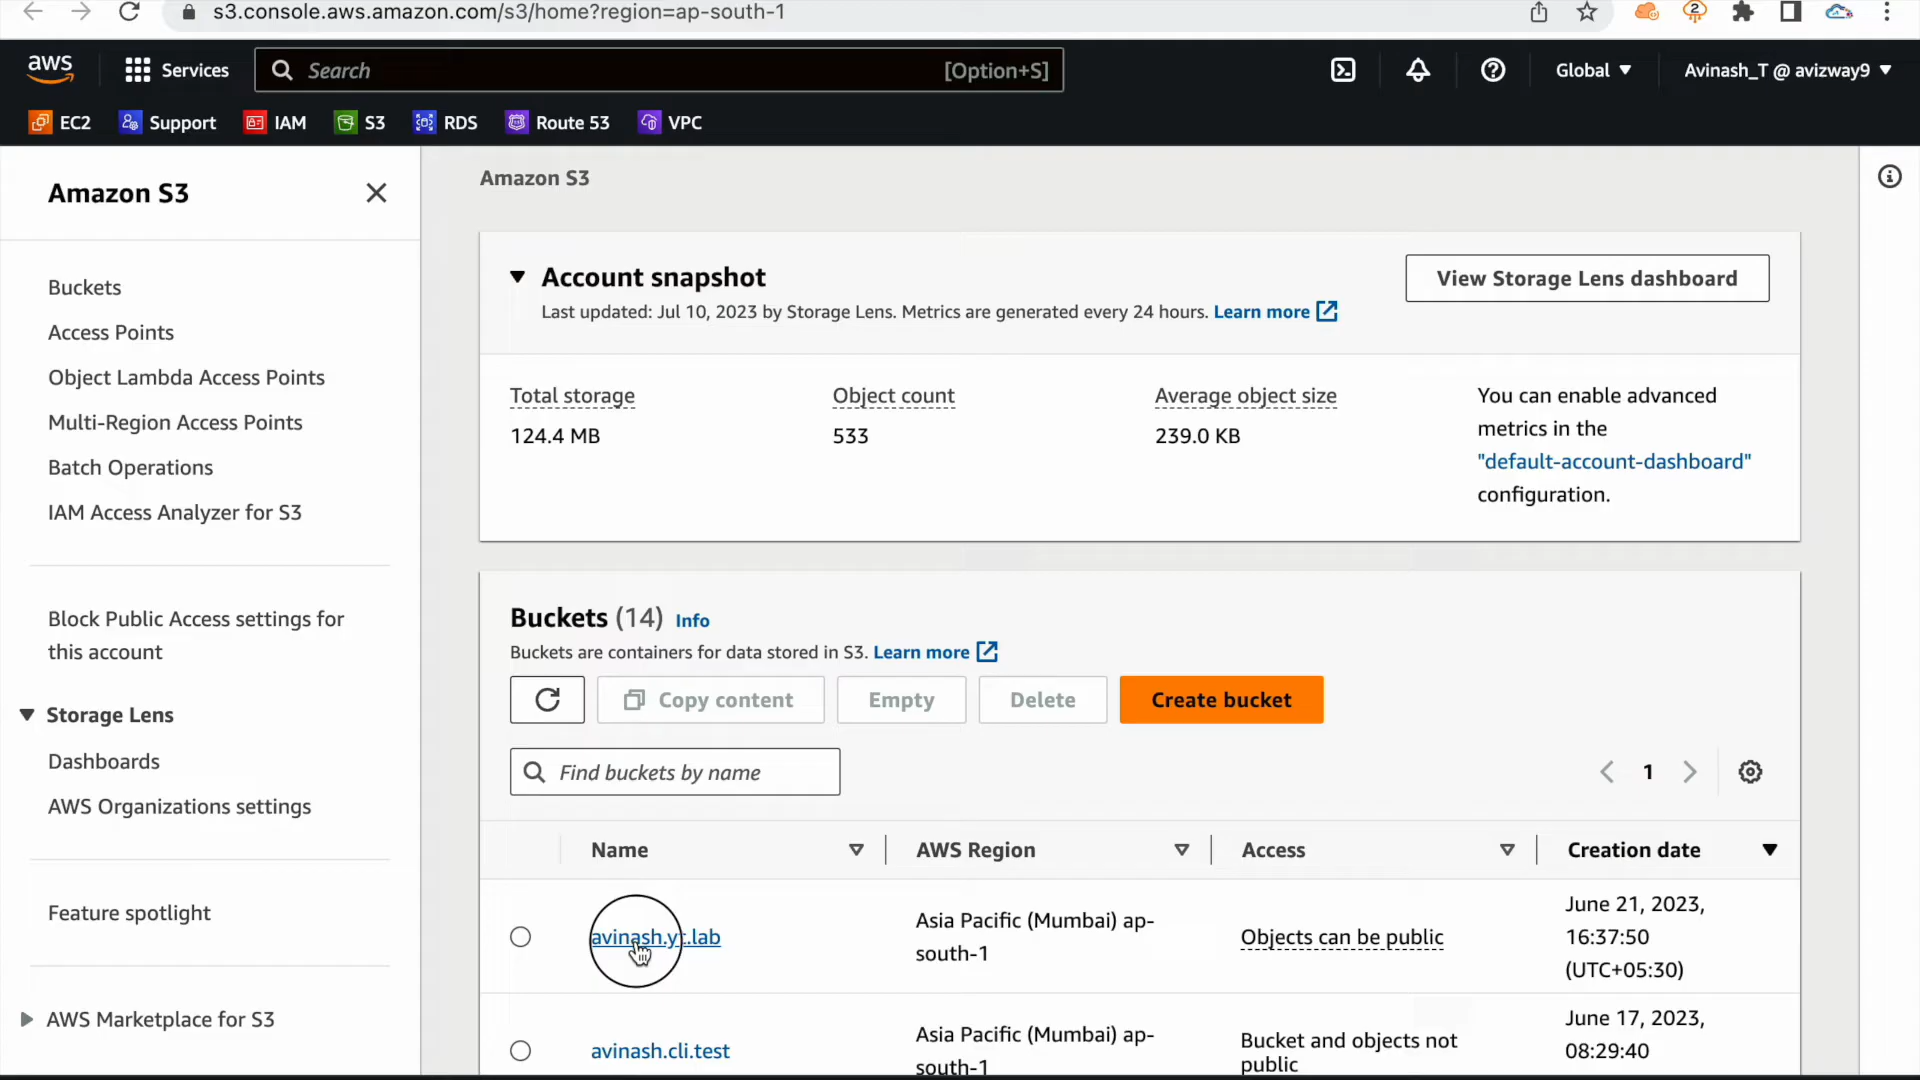 s3.console.aws.amazon.com/s3/home?region=ap-south-1
2
aws
Services
Search
[Option+S]
Global
Avinash_T @ avizway9
EC2
Support
IAM
S3
RDS
Route 53
VPC
Amazon S3
Buckets
Access Points
Object Lambda Access Points
Multi-Region Access Points
Batch Operations
IAM Access Analyzer for S3
Block Public Access settings for
this account
Storage Lens
Dashboards
AWS Organizations settings
Feature spotlight
AWS Marketplace for S3
Amazon S3
Account snapshot
Last updated: Jul 10, 2023 by Storage Lens. Metrics are generated every 24 hours. Learn more
View Storage Lens dashboard
Total storage
124.4 MB
Object count
533
Average object size
239.0 KB
You can enable advanced
metrics in the
"default-account-dashboard"
configuration.
Buckets (14) Info
Buckets are containers for data stored in S3. Learn more
Copy content
Empty
Delete
Create bucket
Find buckets by name
1
Name
AWS Region
Access
Creation date
avinash.yt.lab
Asia Pacific (Mumbai) ap-
south-1
Objects can be public
June 21, 2023,
16:37:50
(UTC+05:30)
avinash.cli.test
Asia Pacific (Mumbai) ap-
south-1
Bucket and objects not
public
June 17, 2023,
08:29:40